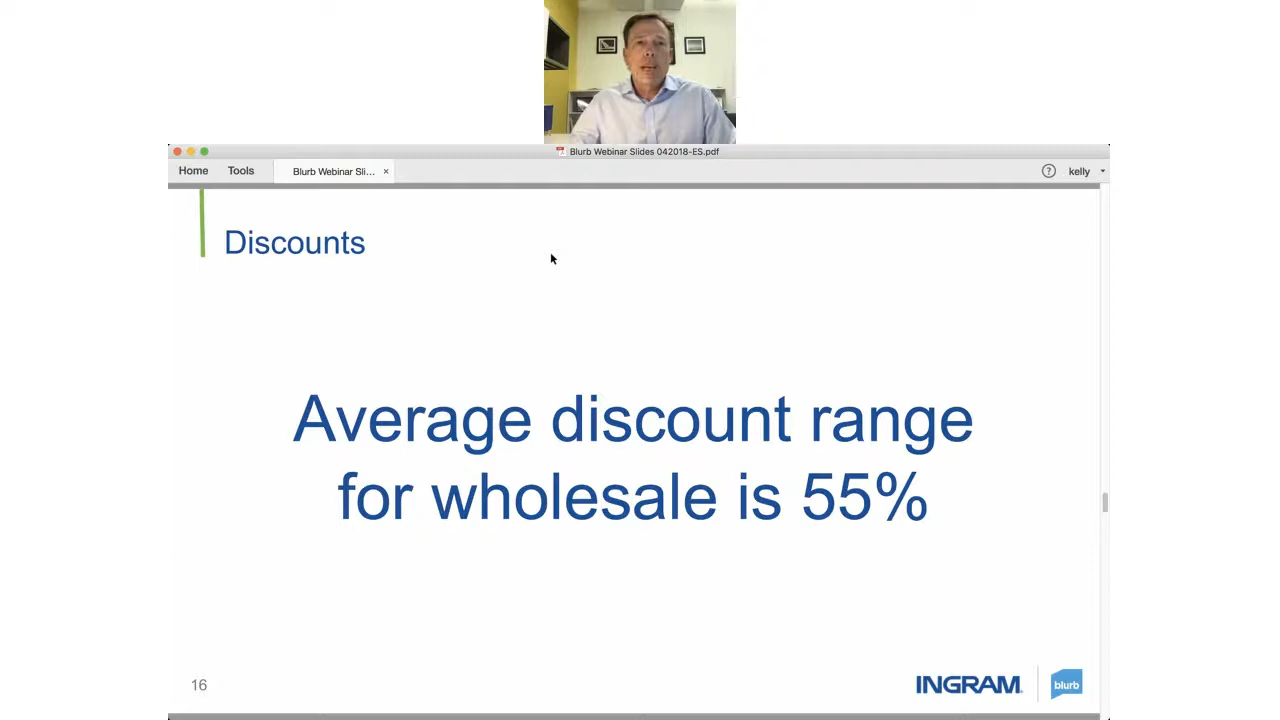 Blurb Webinar Slides 042018-ES.pdf
Home Tools Blurb Webinar Sli... × ? kelly
Discounts
Average discount range
for wholesale is 55%
16
INGRAM
blurb